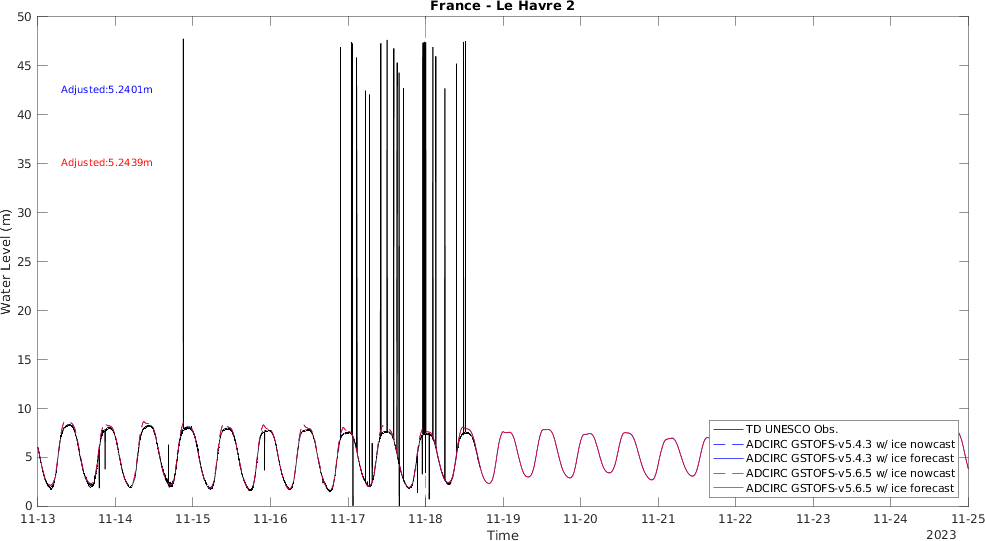 France - Le Havre 2
50
45
40
35
30
25
20
15
10
5
0
Water Level (m)
Adjusted:5.2401m
Adjusted:5.2439m
TD UNESCO Obs.
ADCIRC GSTOFS-v5.4.3 w/ ice nowcast
ADCIRC GSTOFS-v5.4.3 w/ ice forecast
ADCIRC GSTOFS-v5.6.5 w/ ice nowcast
ADCIRC GSTOFS-v5.6.5 w/ ice forecast
11-13 11-14 11-15 11-16 11-17 11-18 11-19 11-20 11-21 11-22 11-23 11-24 11-25
Time
2023